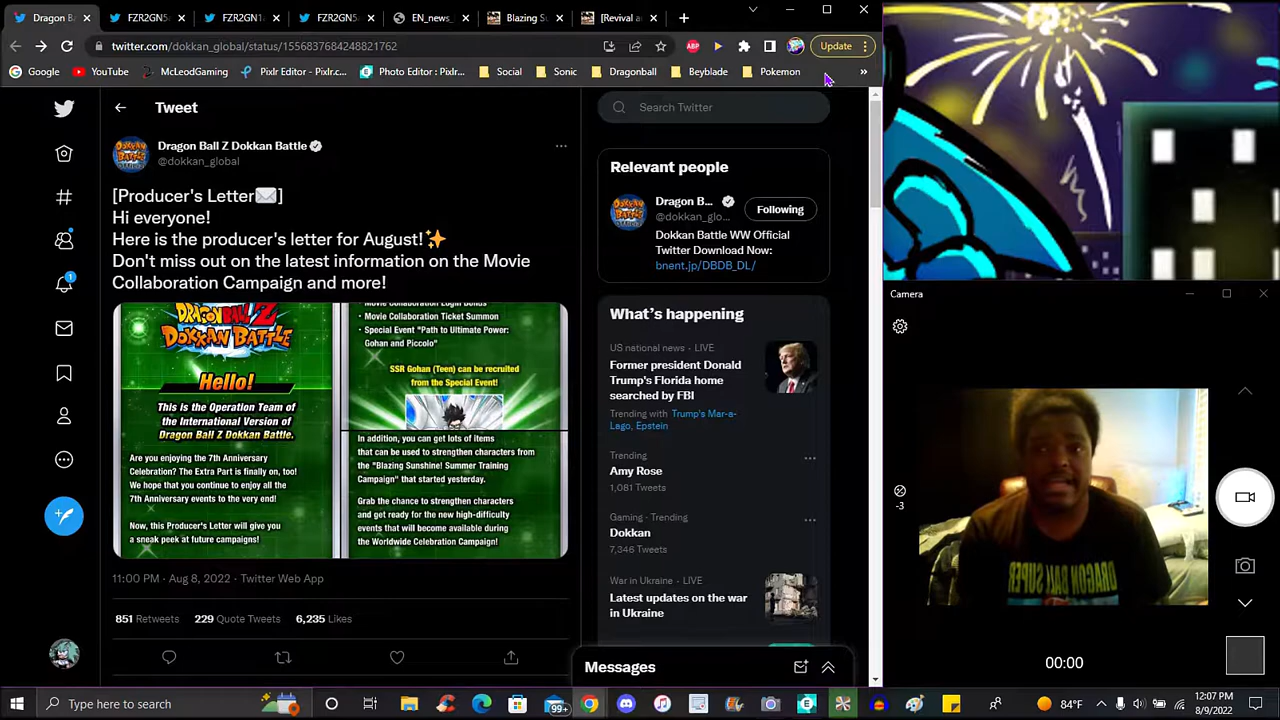 Dragon Ba
FZR2GN5
FZR2GN1
FZR2GN5
EN_news_
Blazing Su
[Revival a
twitter.com/dokkan_global/status/1556837684248821762
ABP
Update
Google
YouTube
McLeodGaming
Pixlr Editor - Pixlr.c...
Photo Editor : Pixlr...
Social
Sonic
Dragonball
Beyblade
Pokemon
»
Tweet
Search Twitter
Dragon Ball Z Dokkan Battle
@dokkan_global
[Producer's Letter✉️]
Hi everyone!
Here is the producer's letter for August!✨
Don't miss out on the latest information on the Movie
Collaboration Campaign and more!
DRAGON BALL Z
DOKKAN BATTLE
Hello!
This is the Operation Team of
the International Version of
Dragon Ball Z Dokkan Battle.
Are you enjoying the 7th Anniversary
Celebration? The Extra Part is finally on, too!
We hope that you continue to enjoy all the
7th Anniversary events to the very end!
Now, this Producer's Letter will give you
a sneak peek at future campaigns!
• Movie Collaboration Login Bonus
• Movie Collaboration Ticket Summon
• Special Event "Path to Ultimate Power:
Gohan and Piccolo"
SSR Gohan (Teen) can be recruited
from the Special Event!
In addition, you can get lots of items
that can be used to strengthen characters from
the "Blazing Sunshine! Summer Training
Campaign" that started yesterday.
Grab the chance to strengthen characters
and get ready for the new high-difficulty
events that will become available during
the Worldwide Celebration Campaign!
11:00 PM · Aug 8, 2022 · Twitter Web App
851 Retweets 229 Quote Tweets 6,235 Likes
Relevant people
Dragon B...
@dokkan_glo...
Following
DOKKAN
BATTLE
Dokkan Battle WW Official
Twitter Download Now:
bnent.jp/DBDB_DL/
What's happening
US national news · LIVE
Former president Donald
Trump's Florida home
searched by FBI
Trending with Trump's Mar-a-
Lago, Epstein
Trending
Amy Rose
1,081 Tweets
Gaming · Trending
Dokkan
7,346 Tweets
War in Ukraine · LIVE
Latest updates on the war
in Ukraine
Messages
1
Camera
-3
DRAGON BALL SUPER
00:00
Type here to search
99+
84°F
12:07 PM
8/9/2022